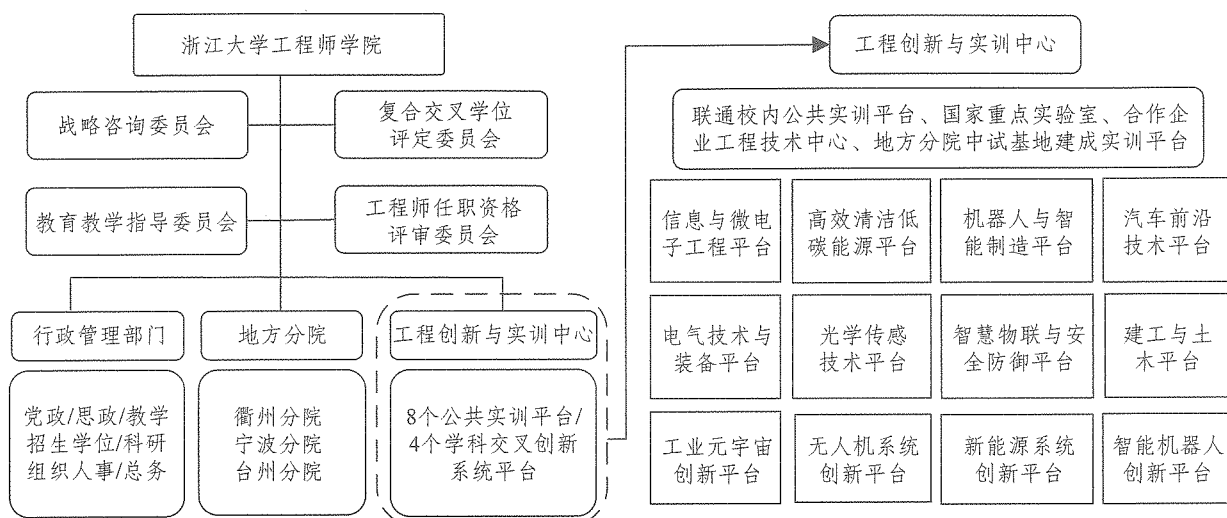 浙江大学工程师学院
战略咨询委员会
复合交叉学位
评定委员会
教育教学指导委员会
工程师任职资格
评审委员会
行政管理部门
党政/思政/教学
招生学位/科研
组织人事/总务
地方分院
衢州分院
宁波分院
台州分院
工程创新与实训中心
8个公共实训平台/
4个学科交叉创新
系统平台
工程创新与实训中心
联通校内公共实训平台、国家重点实验室、合作企
业工程技术中心、地方分院中试基地建成实训平台
信息与微电
子工程平台
高效清洁低
碳能源平台
机器人与智
能制造平台
汽车前沿
技术平台
电气技术与
装备平台
光学传感
技术平台
智慧物联与安
全防御平台
建工与土
木平台
工业元宇宙
创新平台
无人机系统
创新平台
新能源系统
创新平台
智能机器人
创新平台